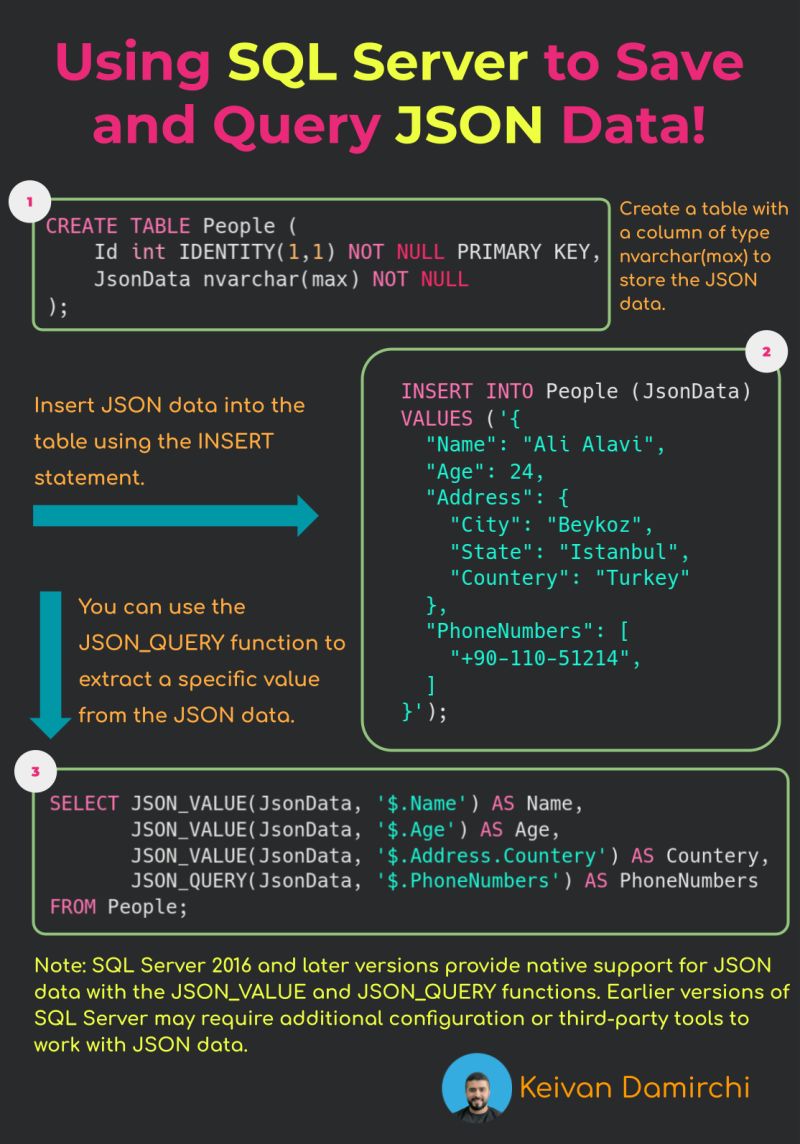 Using SQL Server to Save
and Query JSON Data!
1
CREATE TABLE People (
    Id int IDENTITY(1,1) NOT NULL PRIMARY KEY,
    JsonData nvarchar(max) NOT NULL
);
Create a table with
a column of type
nvarchar(max) to
store the JSON
data.
Insert JSON data into the
table using the INSERT
statement.
2
INSERT INTO People (JsonData)
VALUES ('{
  "Name": "Ali Alavi",
  "Age": 24,
  "Address": {
    "City": "Beykoz",
    "State": "Istanbul",
    "Countery": "Turkey"
  },
  "PhoneNumbers": [
    "+90-110-51214",
  ]
}');
You can use the
JSON_QUERY function to
extract a specific value
from the JSON data.
3
SELECT JSON_VALUE(JsonData, '$.Name') AS Name,
       JSON_VALUE(JsonData, '$.Age') AS Age,
       JSON_VALUE(JsonData, '$.Address.Countery') AS Countery,
       JSON_QUERY(JsonData, '$.PhoneNumbers') AS PhoneNumbers
FROM People;
Note: SQL Server 2016 and later versions provide native support for JSON
data with the JSON_VALUE and JSON_QUERY functions. Earlier versions of
SQL Server may require additional configuration or third-party tools to
work with JSON data.
Keivan Damirchi